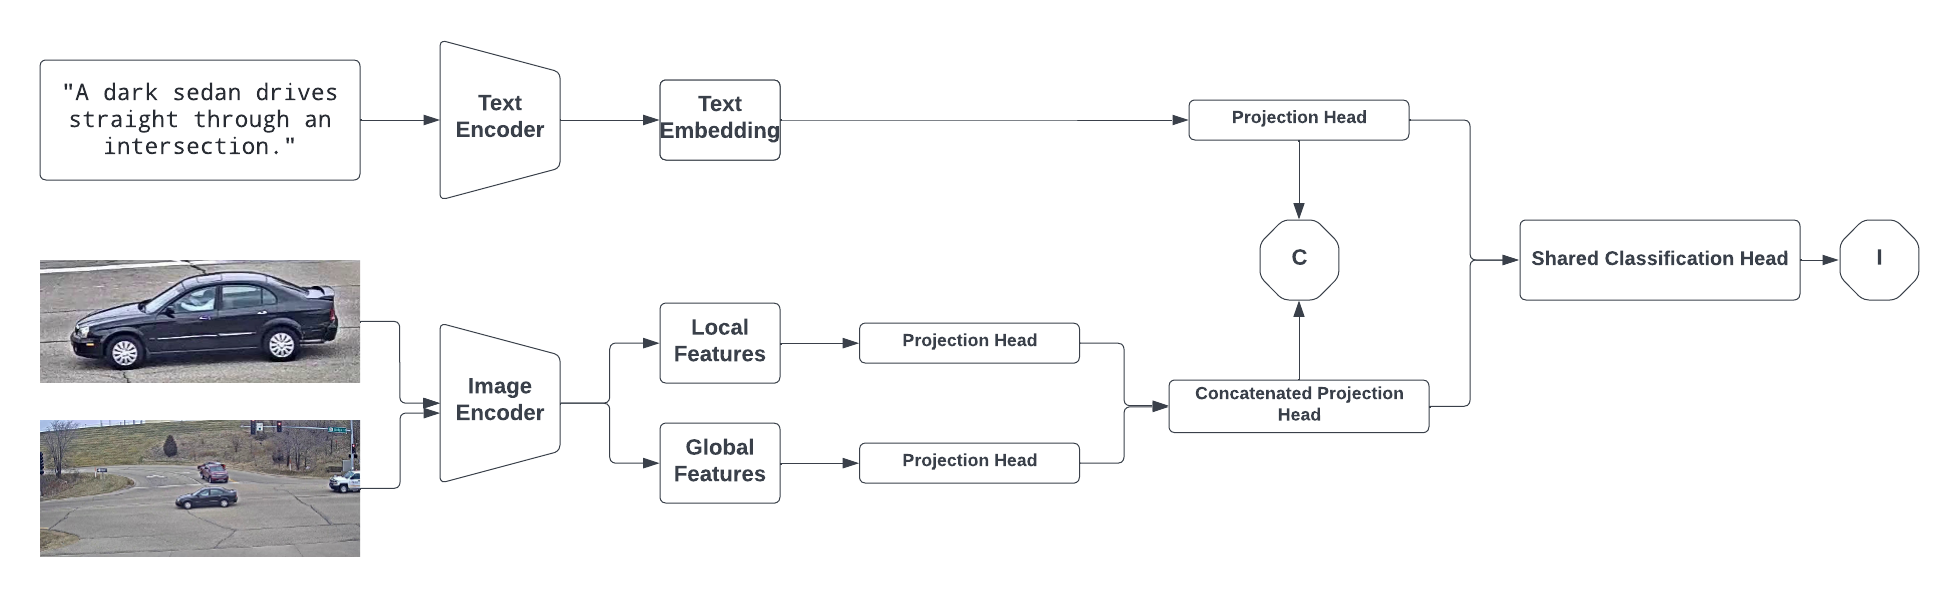 "A dark sedan drives
straight through an
intersection."
Text
Encoder
Text
Embedding
Projection Head
C
Shared Classification Head
I
Image
Encoder
Local
Features
Projection Head
Global
Features
Projection Head
Concatenated Projection
Head